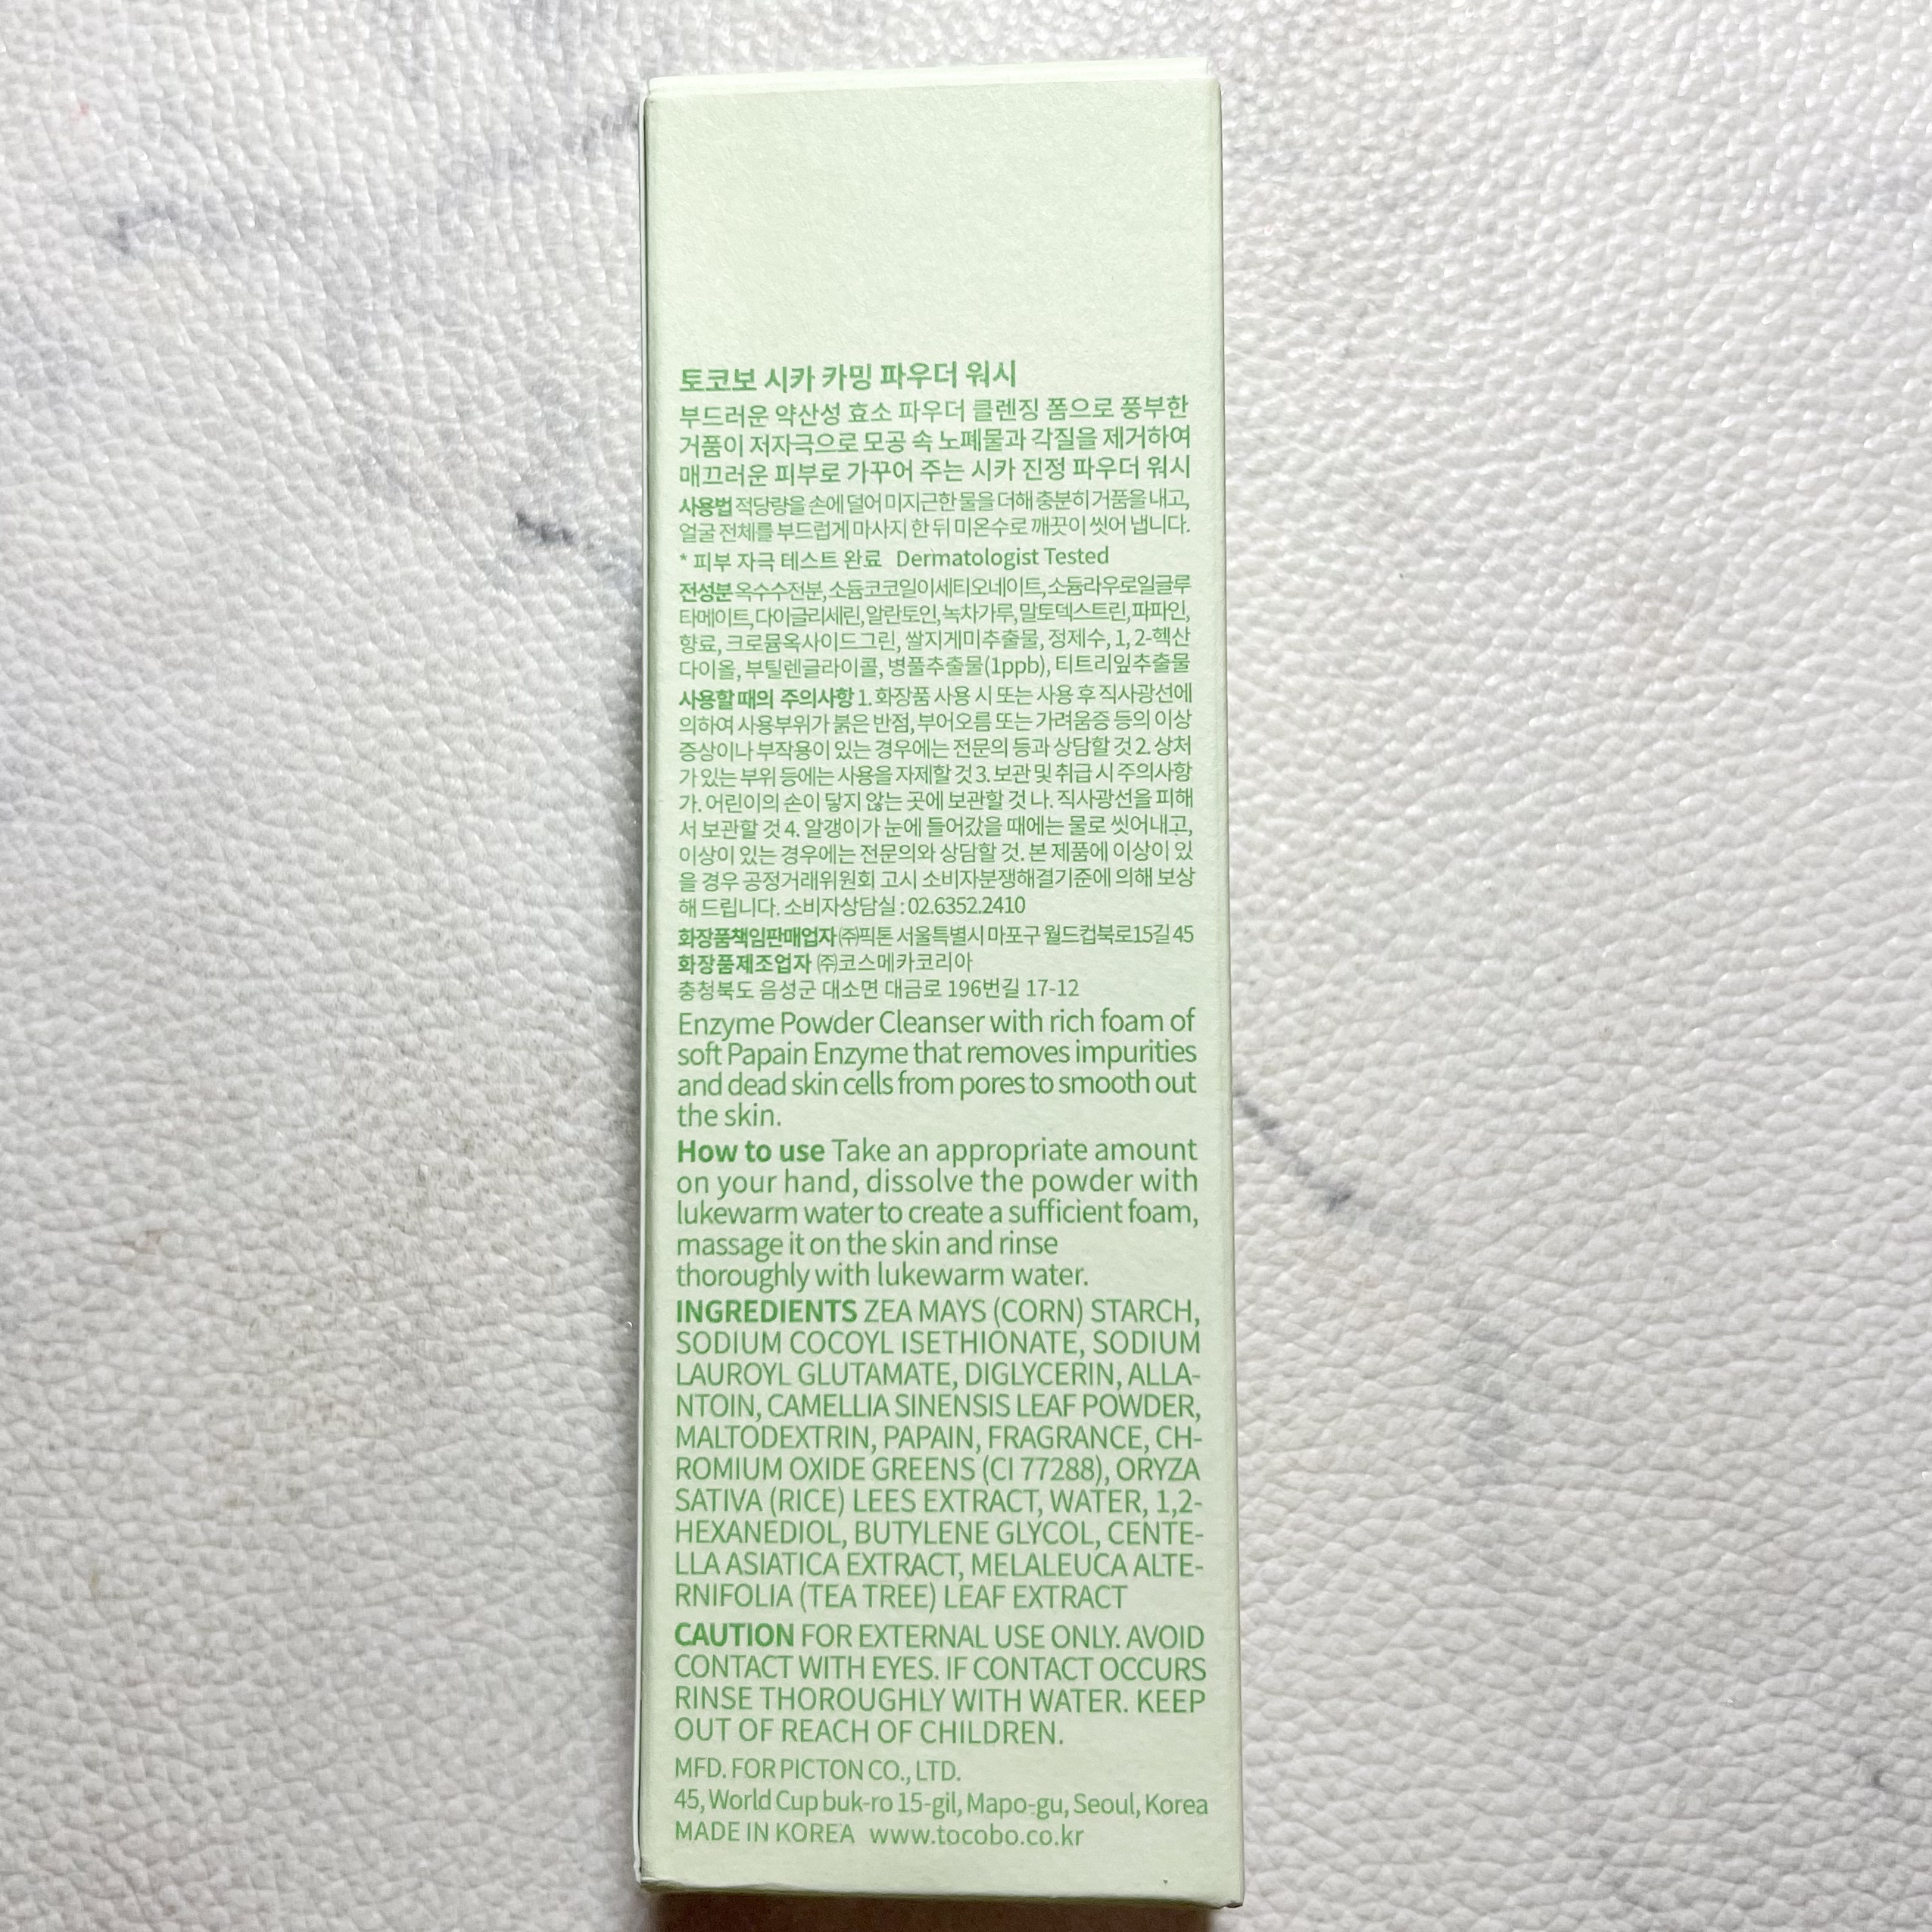 토코보 시카 카밍 파우더 워시
부드러운 약산성 효소 파우더 클렌징 폼으로 풍부한
거품이 저자극으로 모공 속 노폐물과 각질을 제거하여
매끄러운 피부로 가꾸어 주는 시카 진정 파우더 워시
사용법 적당량을 손에 덜어 미지근한 물을 더해 충분히 거품을 내고,
얼굴 전체를 부드럽게 마사지 한 뒤 미온수로 깨끗이 씻어 냅니다.
* 피부 자극 테스트 완료 Dermatologist Tested
전성분 옥수수전분, 소듐코코일이세티오네이트, 소듐라우로일글루
타메이트, 다이글리세린, 알란토인, 녹차가루, 말토덱스트린, 파파인,
향료, 크로뮴옥사이드그린, 쌀지게미추출물, 정제수, 1, 2-헥산
다이올, 부틸렌글라이콜, 병풀추출물(1ppb), 티트리잎추출물
사용할 때의 주의사항 1. 화장품 사용 시 또는 사용 후 직사광선에
의하여 사용부위가 붉은 반점, 부어오름 또는 가려움증 등의 이상
증상이나 부작용이 있는 경우에는 전문의 등과 상담할 것 2. 상처
가 있는 부위 등에는 사용을 자제할 것 3. 보관 및 취급 시 주의사항
가. 어린이의 손이 닿지 않는 곳에 보관할 것 나. 직사광선을 피해
서 보관할 것 4. 알갱이가 눈에 들어갔을 때에는 물로 씻어내고,
이상이 있는 경우에는 전문의와 상담할 것. 본 제품에 이상이 있
을 경우 공정거래위원회 고시 소비자분쟁해결기준에 의해 보상
해 드립니다. 소비자상담실 : 02.6352.2410
화장품책임판매업자 ㈜픽톤 서울특별시 마포구 월드컵북로15길 45
화장품제조업자 ㈜코스메카코리아
충청북도 음성군 대소면 대금로 196번길 17-12
Enzyme Powder Cleanser with rich foam of
soft Papain Enzyme that removes impurities
and dead skin cells from pores to smooth out
the skin.
How to use Take an appropriate amount
on your hand, dissolve the powder with
lukewarm water to create a sufficient foam,
massage it on the skin and rinse
thoroughly with lukewarm water.
INGREDIENTS ZEA MAYS (CORN) STARCH,
SODIUM COCOYL ISETHIONATE, SODIUM
LAUROYL GLUTAMATE, DIGLYCERIN, ALLA-
NTOIN, CAMELLIA SINENSIS LEAF POWDER,
MALTODEXTRIN, PAPAIN, FRAGRANCE, CH-
ROMIUM OXIDE GREENS (CI 77288), ORYZA
SATIVA (RICE) LEES EXTRACT, WATER, 1,2-
HEXANEDIOL, BUTYLENE GLYCOL, CENTE-
LLA ASIATICA EXTRACT, MELALEUCA ALTE-
RNIFOLIA (TEA TREE) LEAF EXTRACT
CAUTION FOR EXTERNAL USE ONLY. AVOID
CONTACT WITH EYES. IF CONTACT OCCURS
RINSE THOROUGHLY WITH WATER. KEEP
OUT OF REACH OF CHILDREN.
MFD. FOR PICTON CO., LTD.
45, World Cup buk-ro 15-gil, Mapo-gu, Seoul, Korea
MADE IN KOREA www.tocobo.co.kr